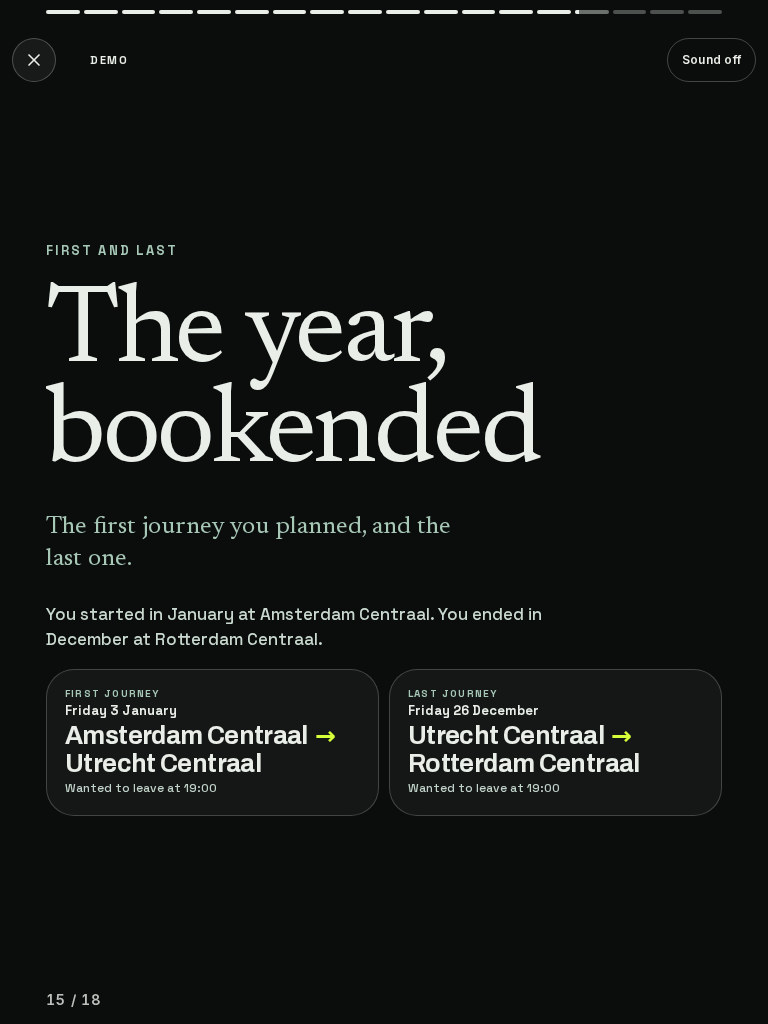 DEMO
Sound off
FIRST AND LAST
The year,
bookended
The first journey you planned, and the
last one.
You started in January at Amsterdam Centraal. You ended in
December at Rotterdam Centraal.
FIRST JOURNEY
Friday 3 January
Amsterdam Centraal →
Utrecht Centraal
Wanted to leave at 19:00
LAST JOURNEY
Friday 26 December
Utrecht Centraal →
Rotterdam Centraal
Wanted to leave at 19:00
15 / 18